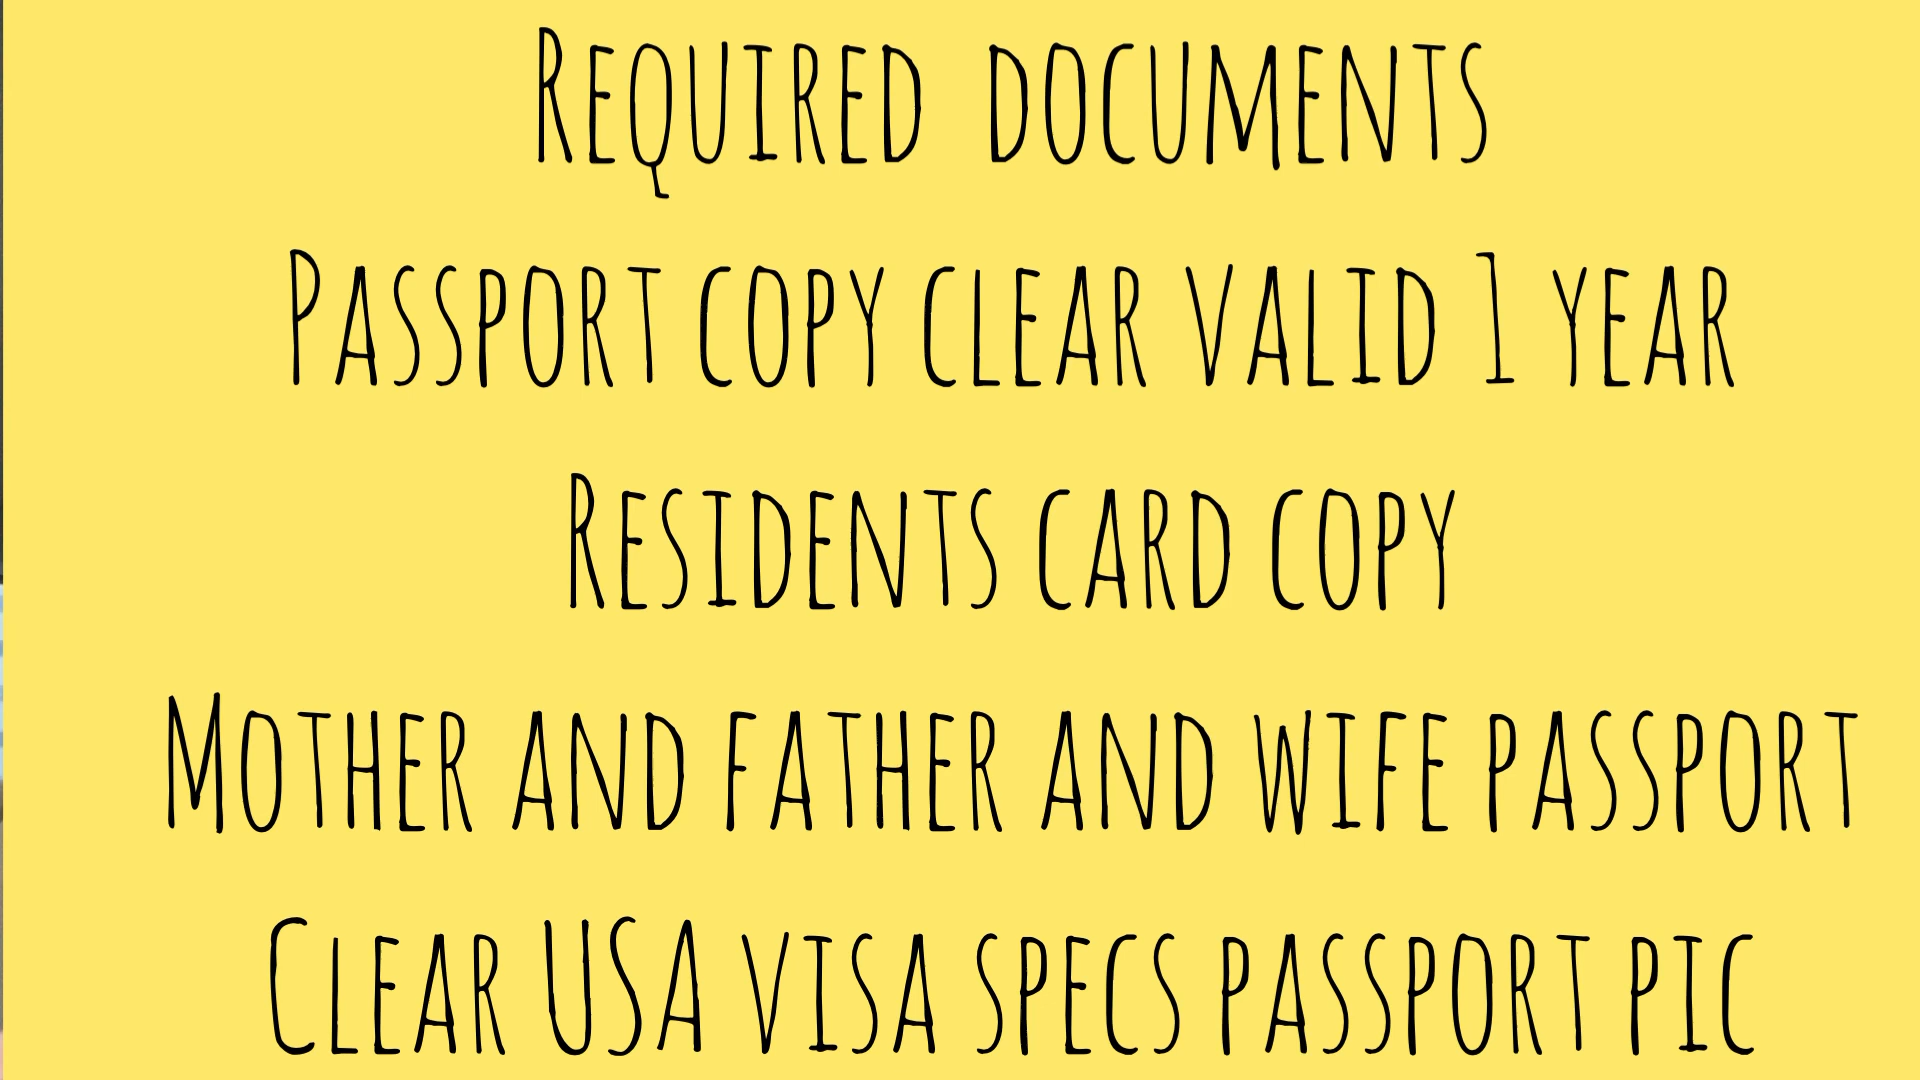 Required documents
Passport copy clear valid 1 year
Residents card copy
Mother and father and wife passport
Clear USA visa specs passport pic